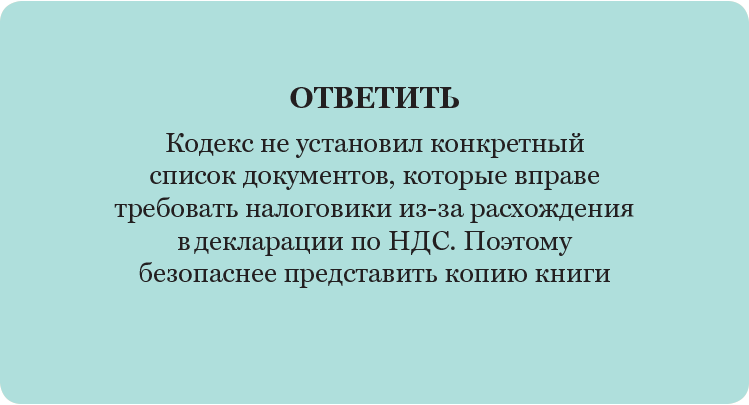 ОТВЕТИТЬ
Кодекс не установил конкретный
список документов, которые вправе
требовать налоговики из-за расхождения
в декларации по НДС. Поэтому
безопаснее представить копию книги